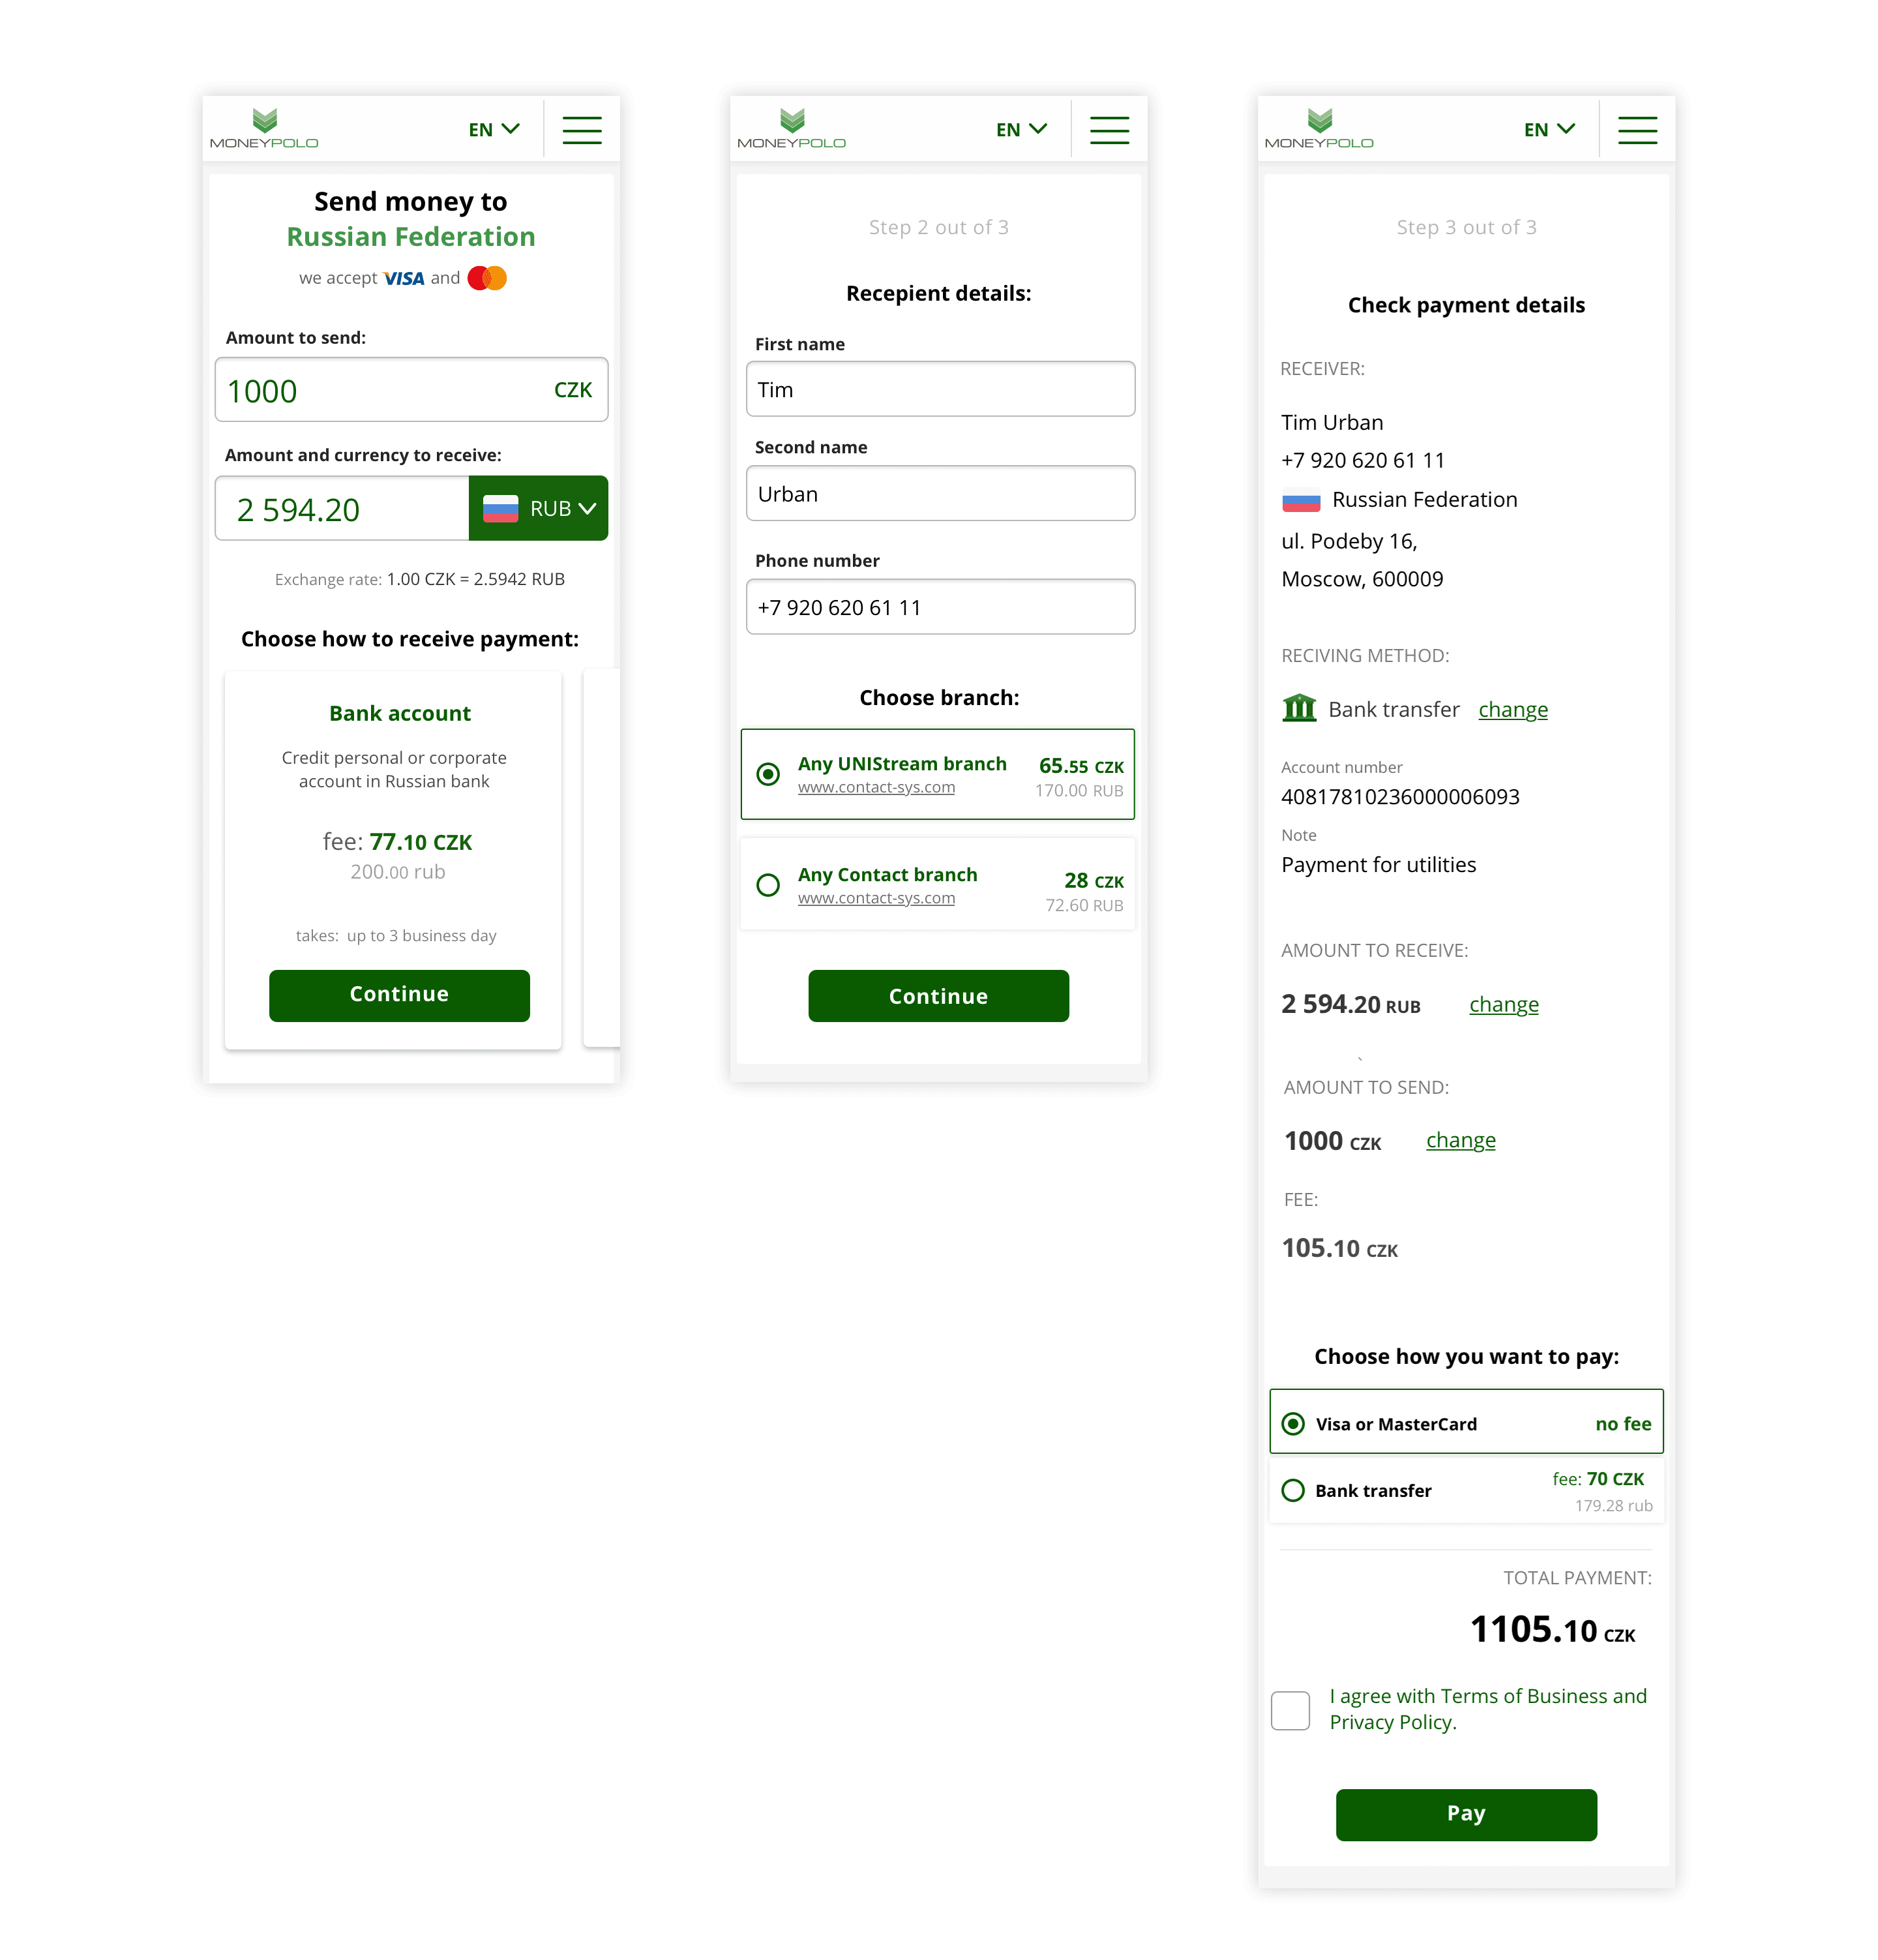 MONEYPOLO
EN
Send money to
Russian Federation
we accept VISA and
Amount to send:
1000 CZK
Amount and currency to receive:
2 594.20 RUB
Exchange rate: 1.00 CZK = 2.5942 RUB
Choose how to receive payment:
Bank account
Credit personal or corporate
account in Russian bank
fee: 77.10 CZK
200.00 rub
takes: up to 3 business day
Continue
MONEYPOLO
EN
Step 2 out of 3
Recepient details:
First name
Tim
Second name
Urban
Phone number
+7 920 620 61 11
Choose branch:
Any UNIStream branch 65.55 CZK
www.contact-sys.com 170.00 RUB
Any Contact branch 28 CZK
www.contact-sys.com 72.60 RUB
Continue
MONEYPOLO
EN
Step 3 out of 3
Check payment details
RECEIVER:
Tim Urban
+7 920 620 61 11
Russian Federation
ul. Podeby 16,
Moscow, 600009
RECIVING METHOD:
Bank transfer change
Account number
40817810236000006093
Note
Payment for utilities
AMOUNT TO RECEIVE:
2 594.20 RUB change
`
AMOUNT TO SEND:
1000 CZK change
FEE:
105.10 CZK
Choose how you want to pay:
Visa or MasterCard no fee
Bank transfer fee: 70 CZK
179.28 rub
TOTAL PAYMENT:
1105.10 CZK
I agree with Terms of Business and
Privacy Policy.
Pay